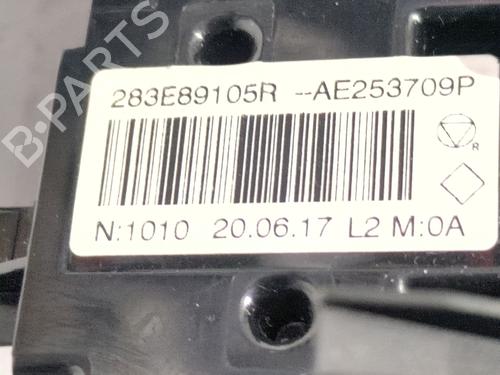 B-PARTS
283E89105R --AE253709P
R
N:1010 20.06.17 L2 M:0A